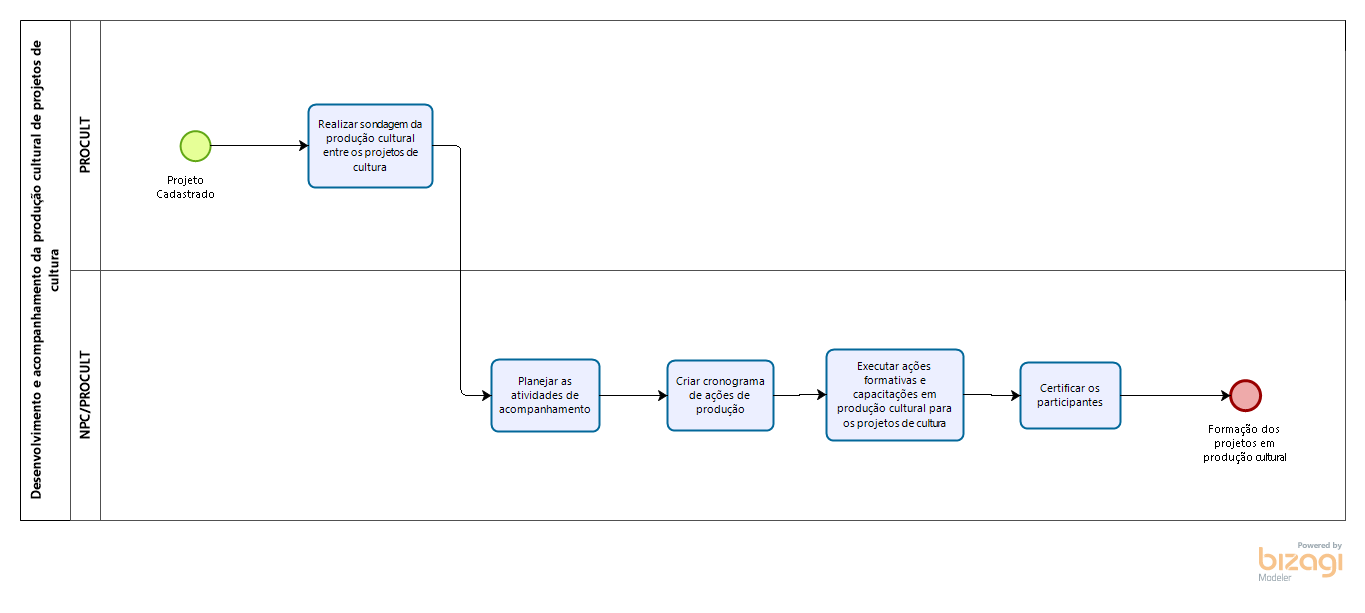 Desenvolvimento e acompanhamento da produção cultural de projetos de
cultura
PROCULT
Projeto
Cadastrado
Realizar sondagem da
produção cultural
entre os projetos de
cultura
NPC/PROCULT
Planejar as
atividades de
acompanhamento
Criar cronograma
de ações de
produção
Executar ações
formativas e
capacitações em
produção cultural para
os projetos de cultura
Certificar os
participantes
Formação dos
projetos em
produção cultural
Powered by
bizagi
Modeler